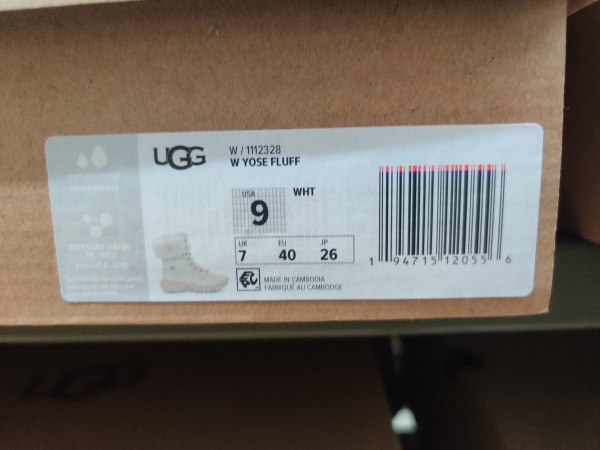 UGG
W / 1112328
W YOSE FLUFF
USA
9
WHT
UK EU JP
7 40 26
MADE IN CAMBODIA
FABRIQUÉ AU CAMBODGE
1 94715 12055 6